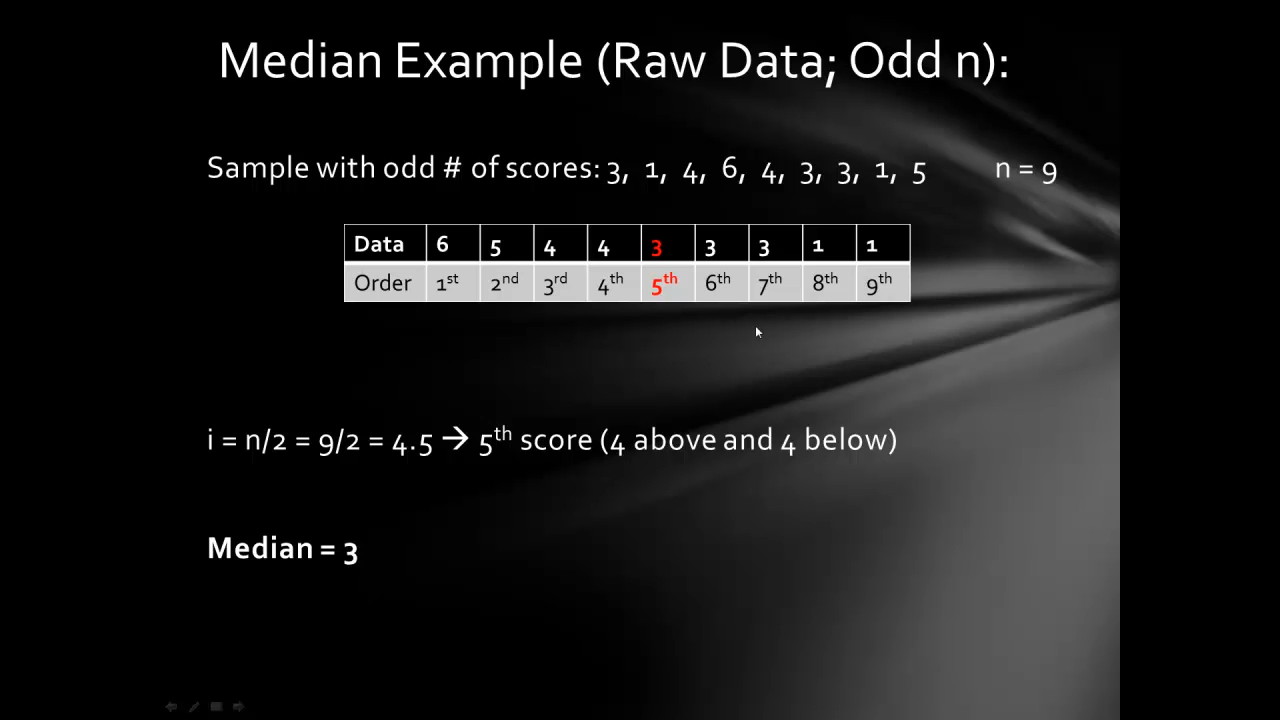 Median Example (Raw Data; Odd n):
Sample with odd # of scores: 3, 1, 4, 6, 4, 3, 3, 1, 5 n = 9
Data 6 5 4 4 3 3 3 1 1
Order 1st 2nd 3rd 4th 5th 6th 7th 8th 9th
i = n/2 = 9/2 = 4.5 → 5th score (4 above and 4 below)
Median = 3